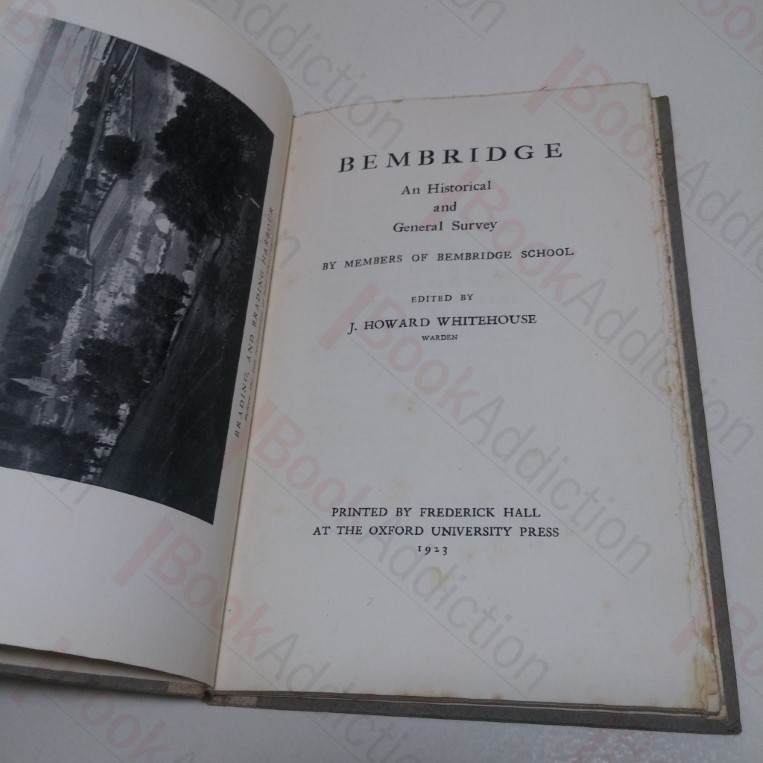 BRADING, AND BRADING HARBOUR
BEMBRIDGE
An Historical
and
General Survey
BY MEMBERS OF BEMBRIDGE SCHOOL
EDITED BY
J. HOWARD WHITEHOUSE
WARDEN
PRINTED BY FREDERICK HALL
AT THE OXFORD UNIVERSITY PRESS
1923
BookAddiction